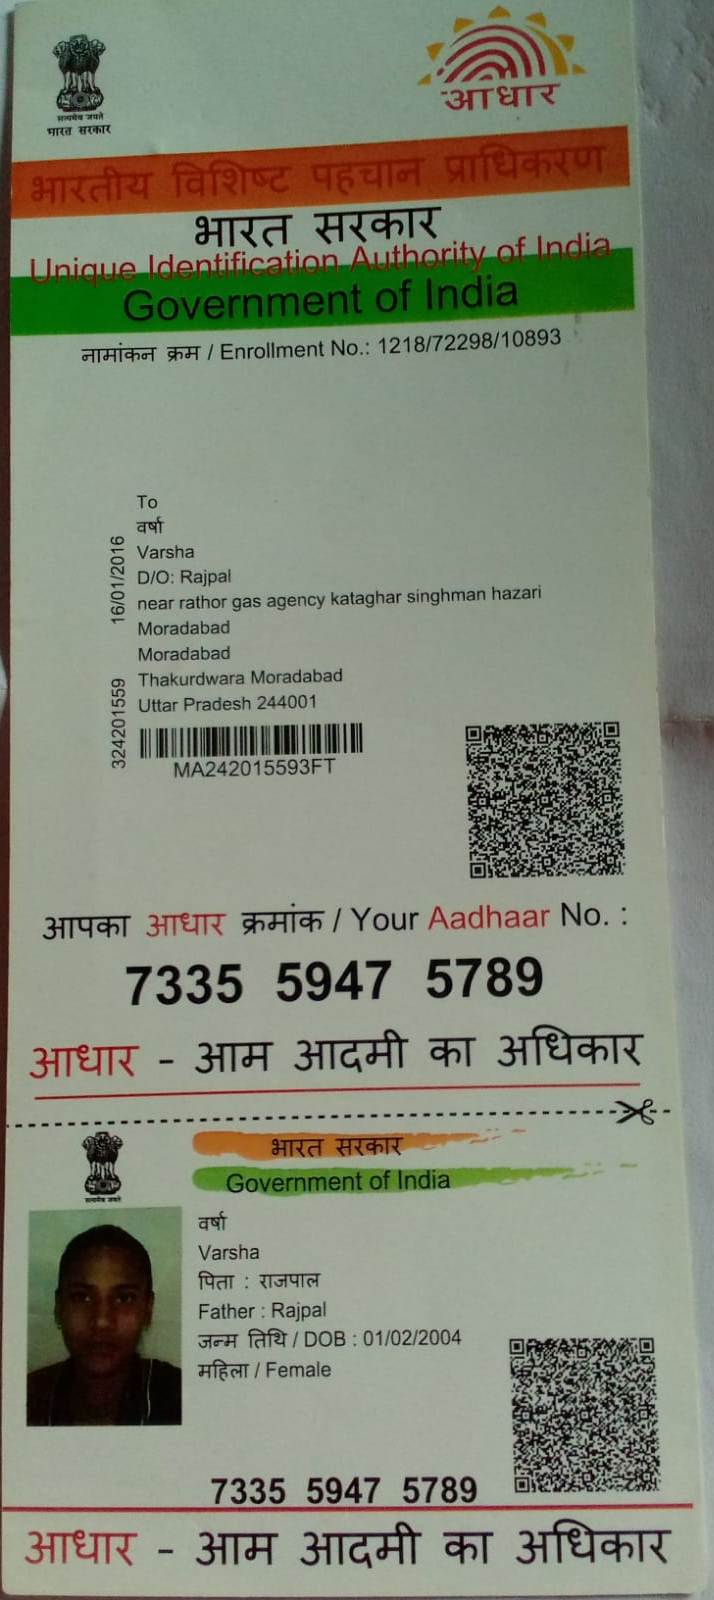 सत्यमेव जयते
भारत सरकार
आधार
भारतीय विशिष्ट पहचान प्राधिकरण
भारत सरकार
Unique Identification Authority of India
Government of India
नामांकन क्रम / Enrollment No.: 1218/72298/10893
To
वर्षा
Varsha
D/O: Rajpal
near rathor gas agency kataghar singhman hazari
Moradabad
Moradabad
Thakurdwara Moradabad
Uttar Pradesh 244001
324201559 16/01/2016
MA242015593FT
आपका आधार क्रमांक / Your Aadhaar No. :
7335 5947 5789
आधार - आम आदमी का अधिकार
सत्यमेव जयते
भारत सरकार
Government of India
वर्षा
Varsha
पिता : राजपाल
Father : Rajpal
जन्म तिथि / DOB : 01/02/2004
महिला / Female
7335 5947 5789
आधार - आम आदमी का अधिकार